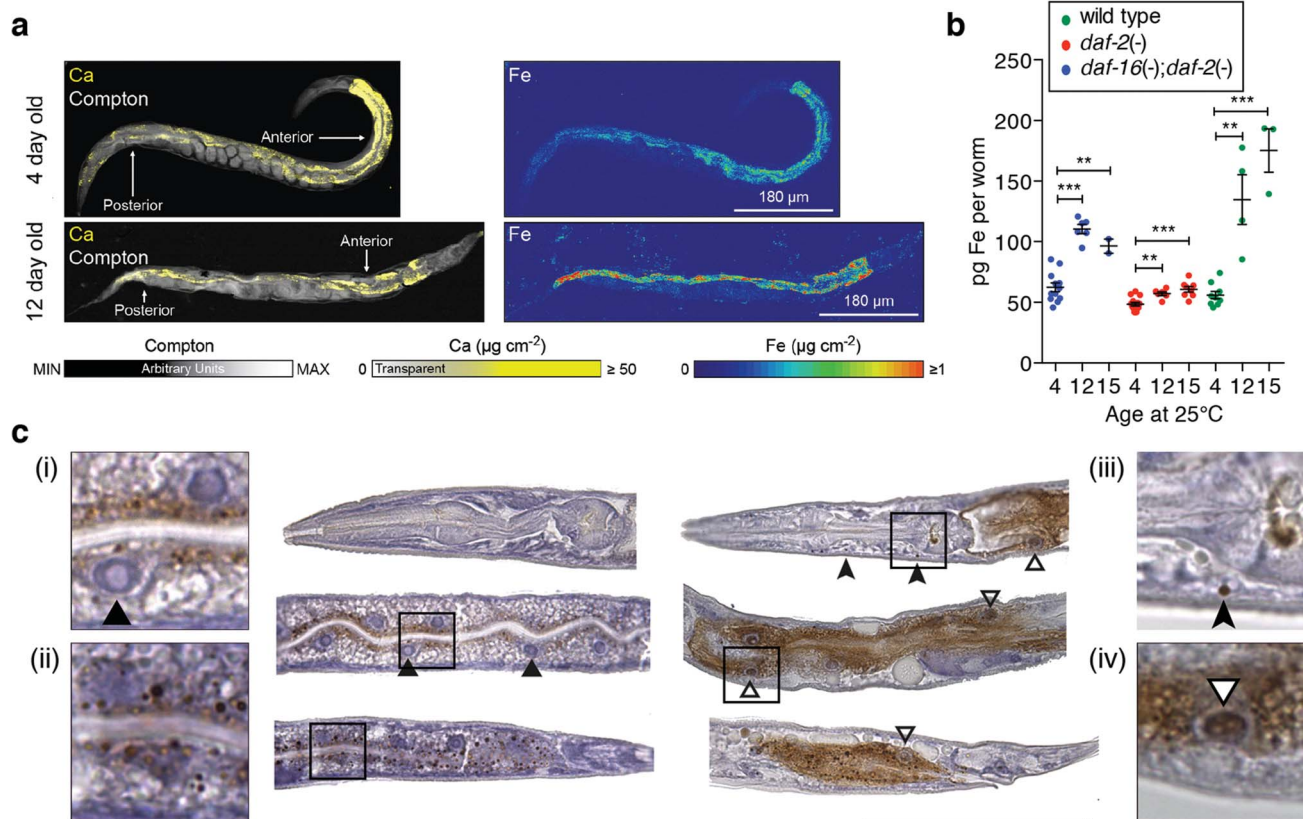 a
4 day old
Ca
Compton
Anterior
Posterior
Fe
180 µm
12 day old
Ca
Compton
Anterior
Posterior
Fe
180 µm
Compton
MIN Arbitrary Units MAX
Ca (µg cm-2)
0 Transparent ≥ 50
Fe (µg cm-2)
0 ≥1
b
wild type
daf-2(-)
daf-16(-);daf-2(-)
pg Fe per worm
250
200
150
100
50
0
** *** *** ** *** **
4 12 15 4 12 15 4 12 15
Age at 25°C
c
(i)
(ii)
(iii)
(iv)